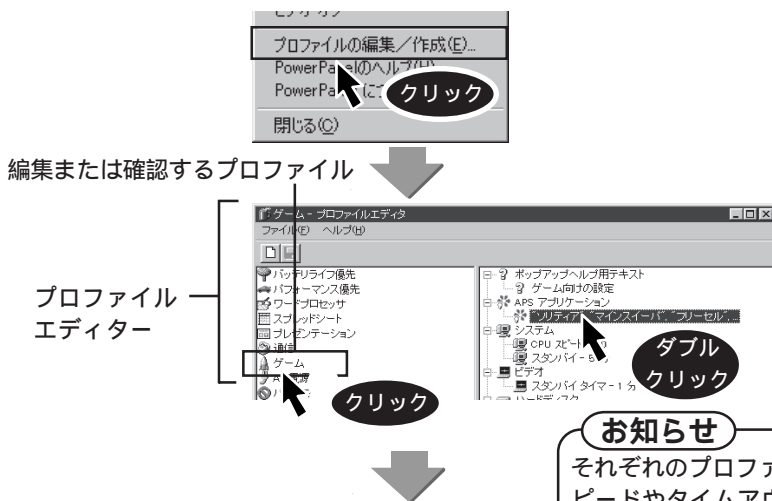 プロファイルの編集／作成(E)...
PowerPanelのヘルプ(H)
クリック
閉じる(C)
編集または確認するプロファイル
ゲーム - プロファイルエディタ
ファイル(F) ヘルプ(H)
プロファイル
エディター
バッテリライフ優先
パフォーマンス優先
ワードプロセッサ
スプレッドシート
プレゼンテーション
通信
ゲーム
クリック
ポップアップヘルプ用テキスト
ゲーム向けの設定
APS アプリケーション
"ソリティア", "マインスイーパ", "フリーセル",...
システム
CPU スピード
スタンバイ - 5
ビデオ
スタンバイ タイマ - 1 分
ダブル
クリック
お知らせ
それぞれのプロファ
ピードやタイムアウ